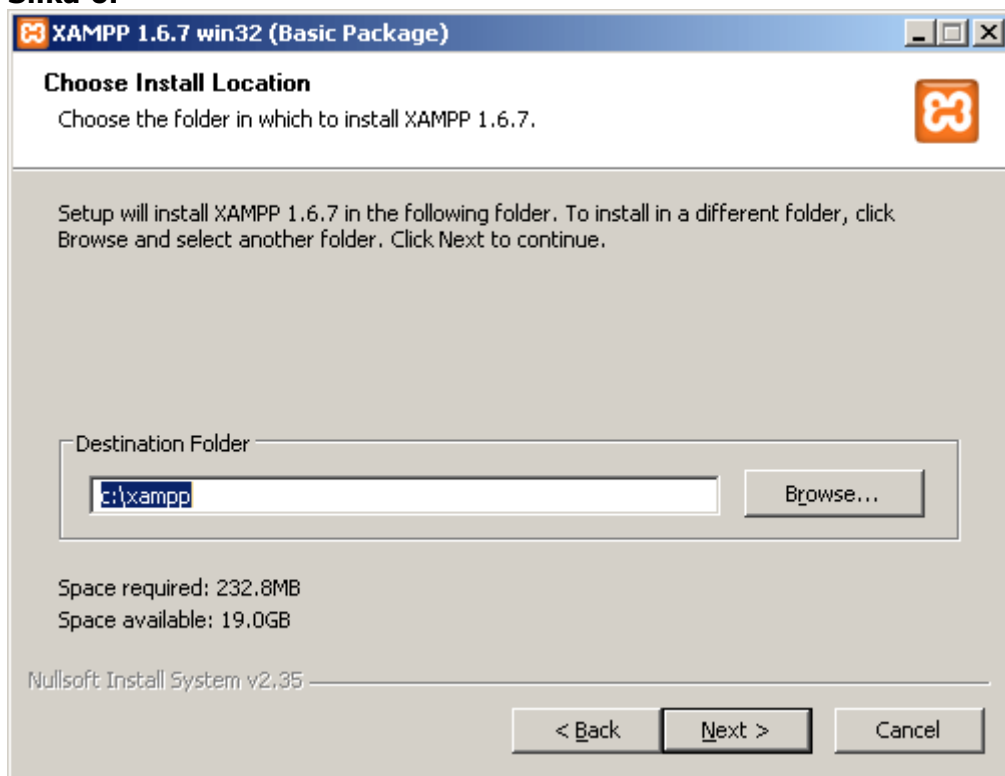 XAMPP 1.6.7 win32 (Basic Package)
Choose Install Location
Choose the folder in which to install XAMPP 1.6.7.
Setup will install XAMPP 1.6.7 in the following folder. To install in a different folder, click
Browse and select another folder. Click Next to continue.
Destination Folder
c:\xampp
Browse...
Space required: 232.8MB
Space available: 19.0GB
Nullsoft Install System v2.35
< Back
Next >
Cancel